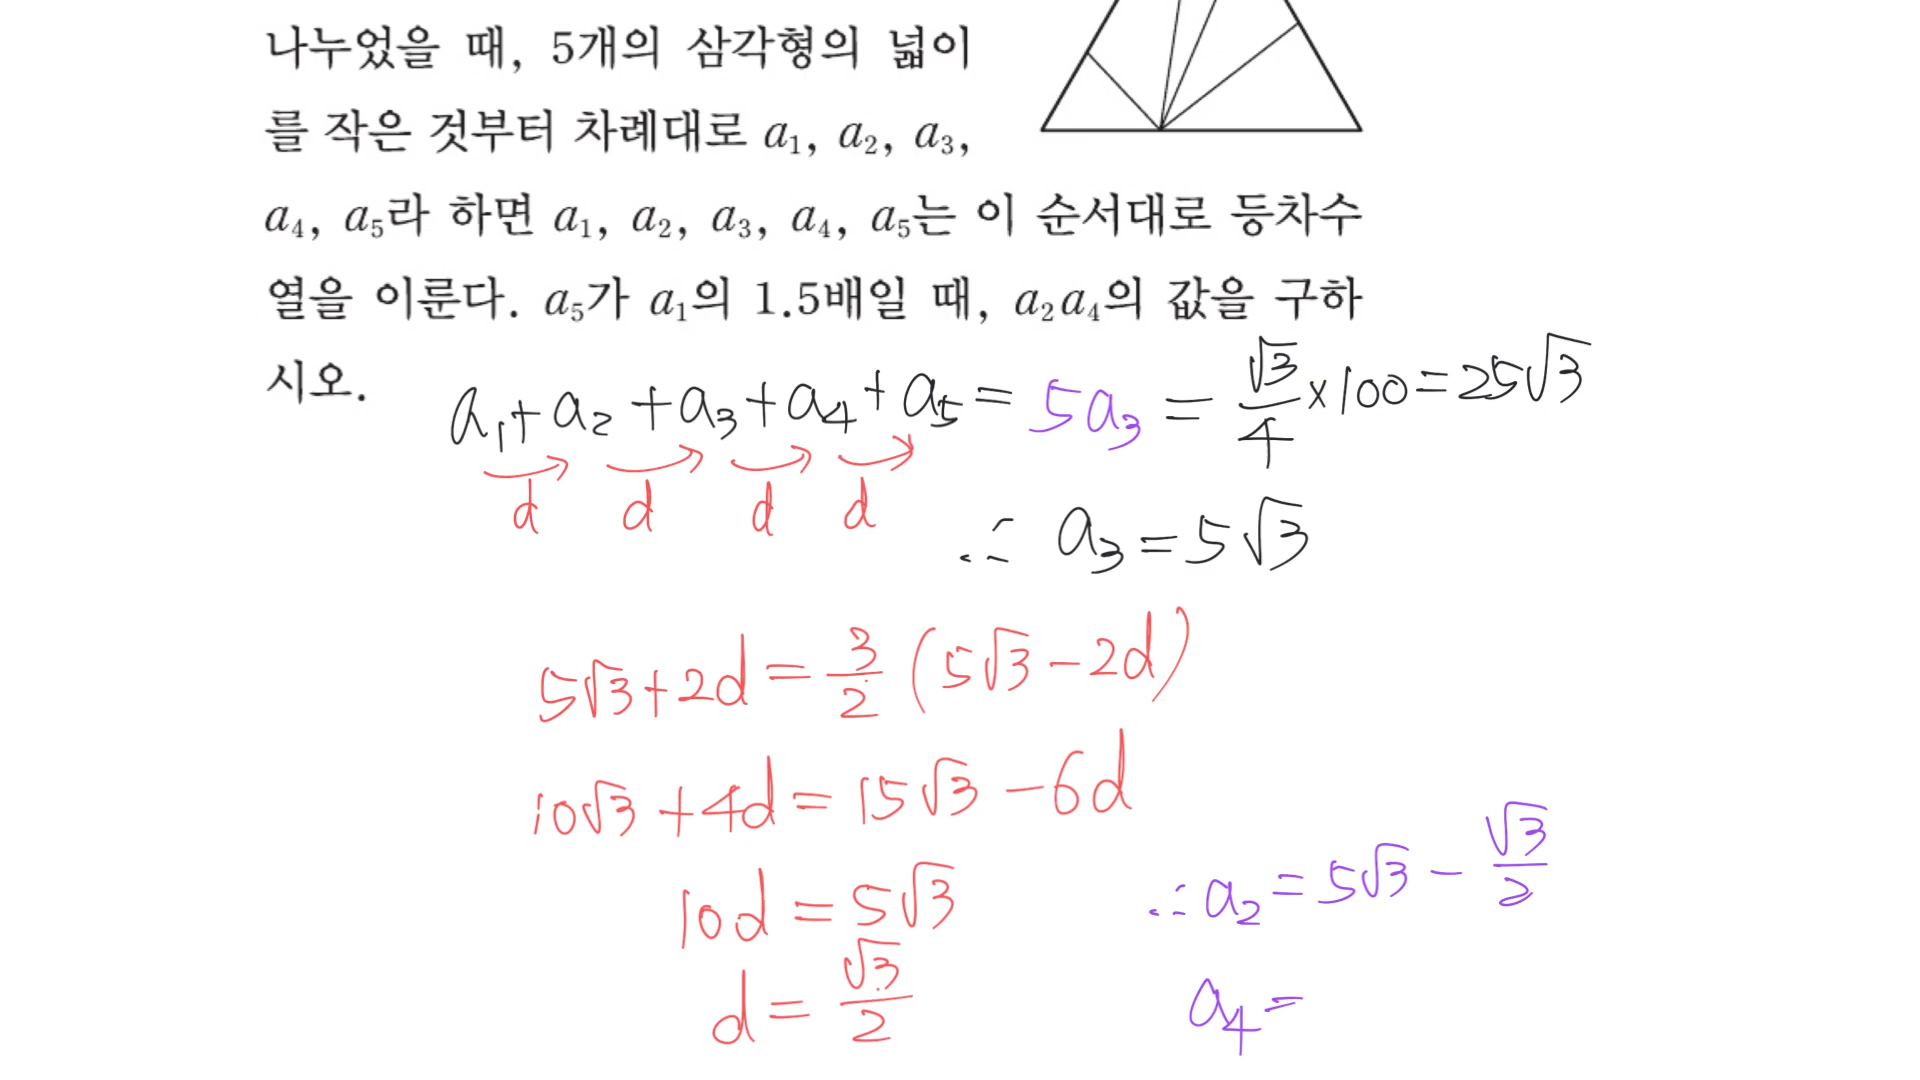 나누었을 때, 5개의 삼각형의 넓이
를 작은 것부터 차례대로 a₁, a₂, a₃,
a₄, a₅라 하면 a₁, a₂, a₃, a₄, a₅는 이 순서대로 등차수
열을 이룬다. a₅가 a₁의 1.5배일 때, a₂a₄의 값을 구하
시오.
a₁+a₂+a₃+a₄+a₅=5a₃=√3/4×100=25√3
d d d d
∴ a₃=5√3
5√3+2d=3/2(5√3-2d)
10√3+4d=15√3-6d
10d=5√3
d=√3/2
∴a₂=5√3-√3/2
a₄=